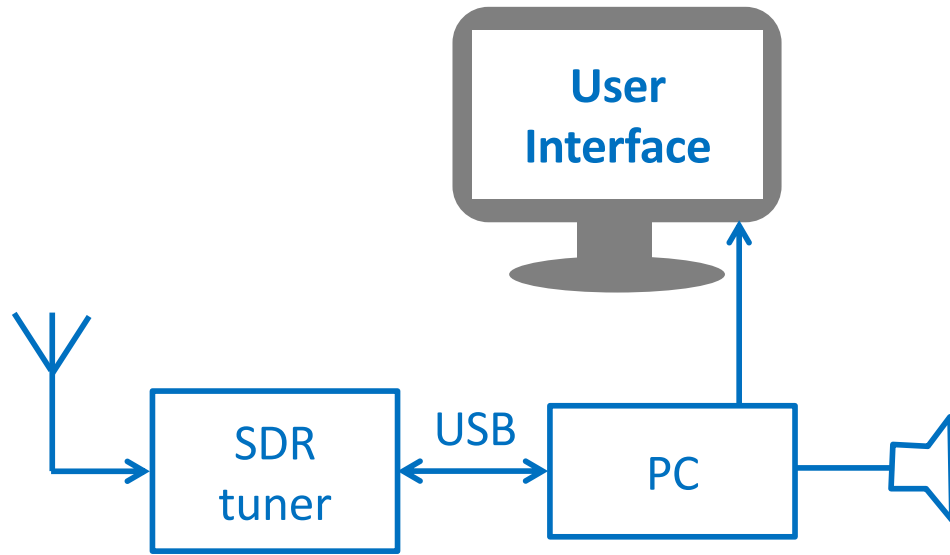 User
Interface
SDR
tuner
USB
PC